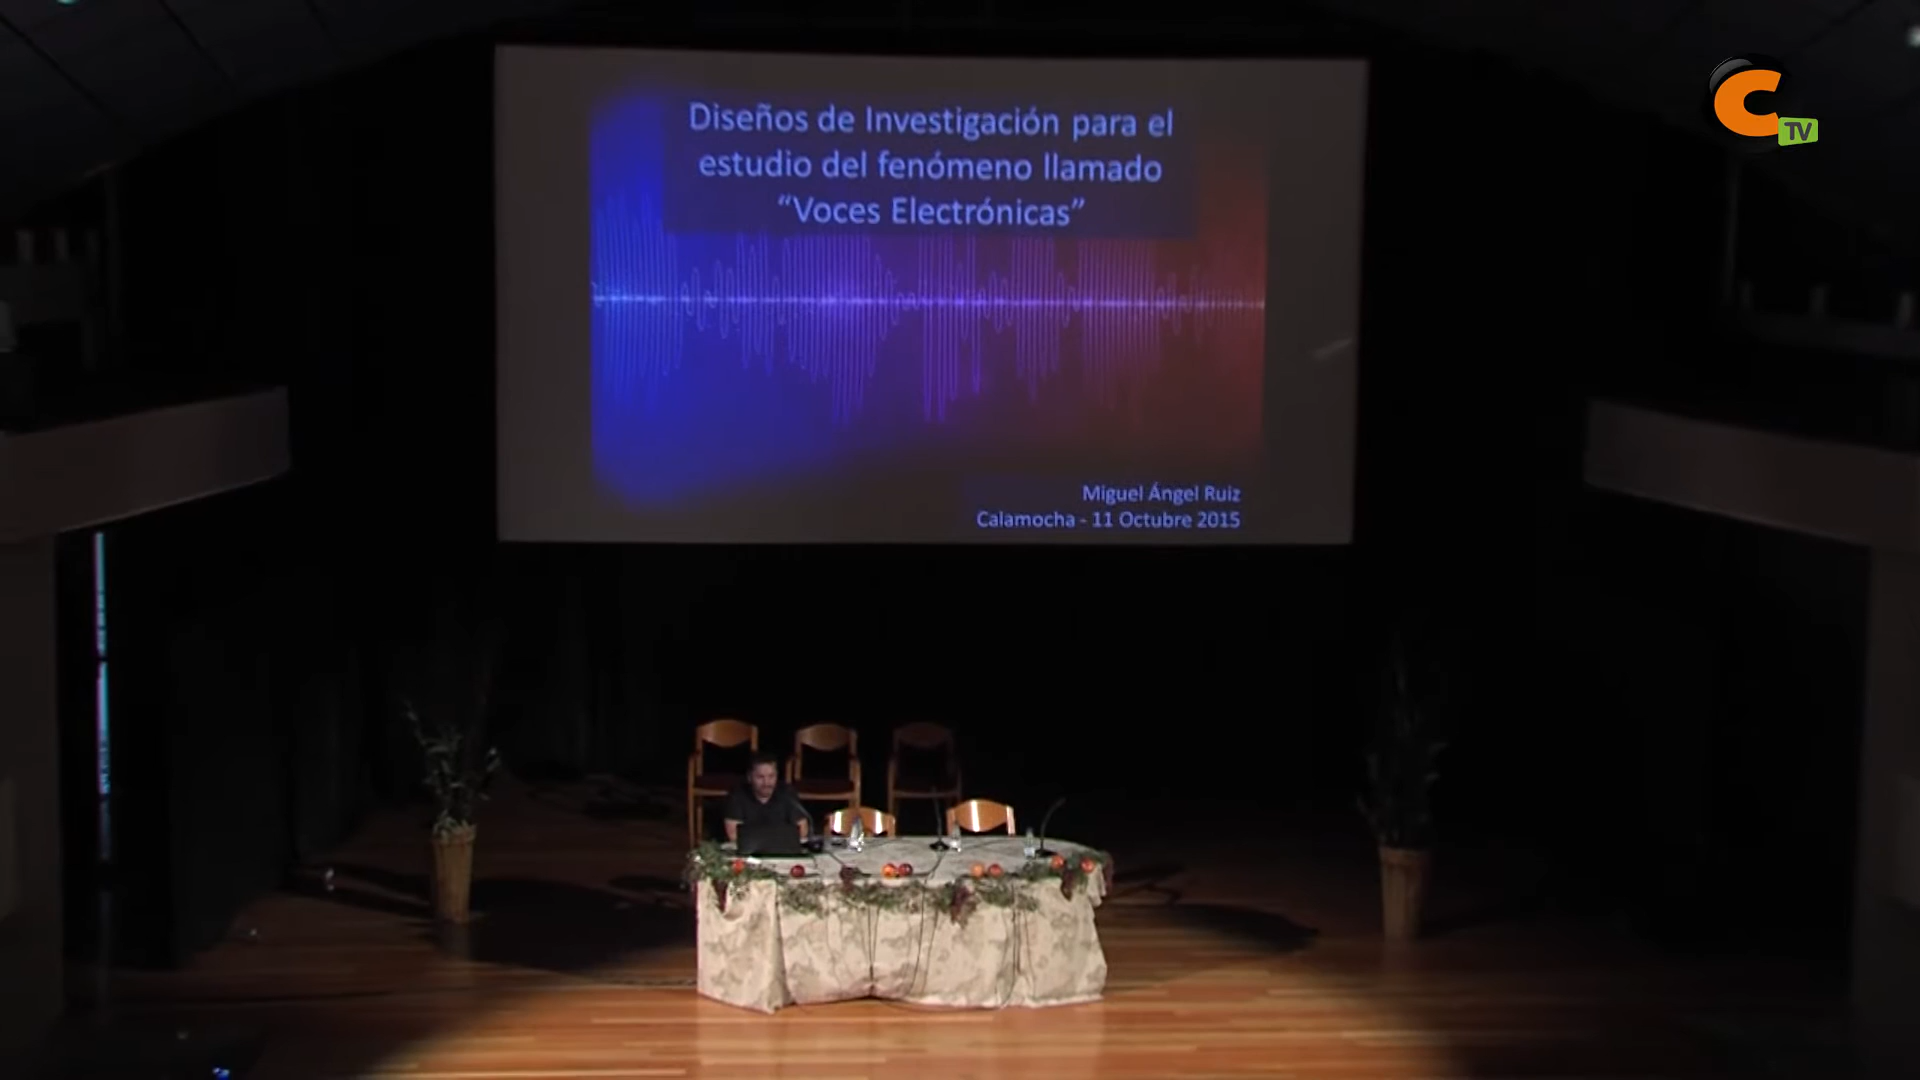 Diseños de Investigación para el
estudio del fenómeno llamado
“Voces Electrónicas”
Miguel Ángel Ruiz
Calamocha - 11 Octubre 2015
C TV